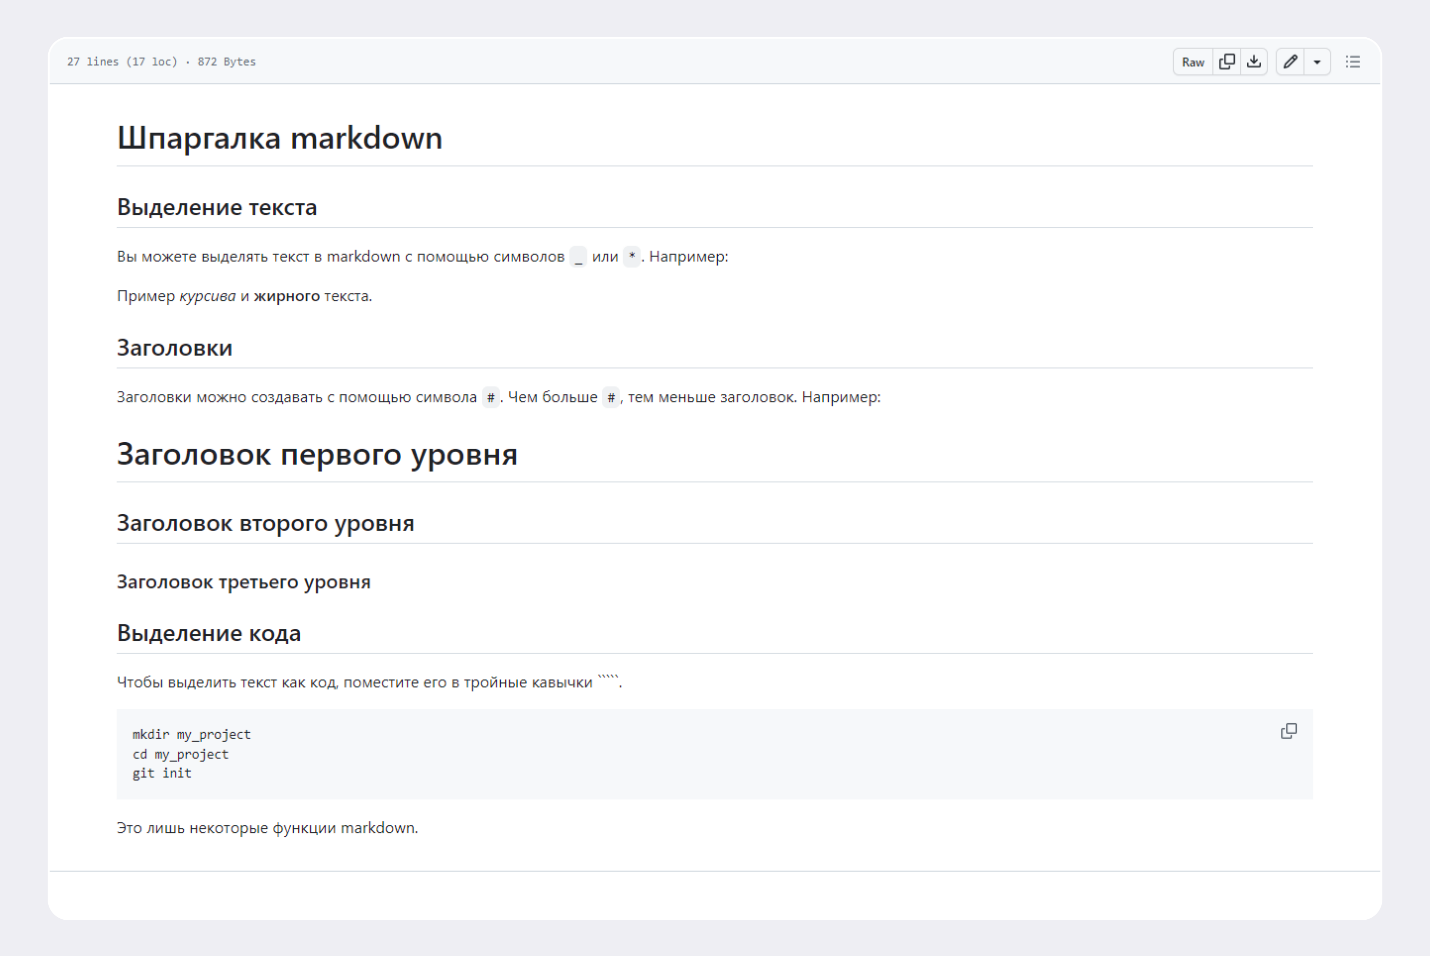 27 lines (17 loc) · 872 Bytes
Raw
Шпаргалка markdown
Выделение текста
Вы можете выделять текст в markdown с помощью символов _ или *. Например:
Пример курсива и жирного текста.
Заголовки
Заголовки можно создавать с помощью символа #. Чем больше #, тем меньше заголовок. Например:
Заголовок первого уровня
Заголовок второго уровня
Заголовок третьего уровня
Выделение кода
Чтобы выделить текст как код, поместите его в тройные кавычки `````.
mkdir my_project
cd my_project
git init
Это лишь некоторые функции markdown.